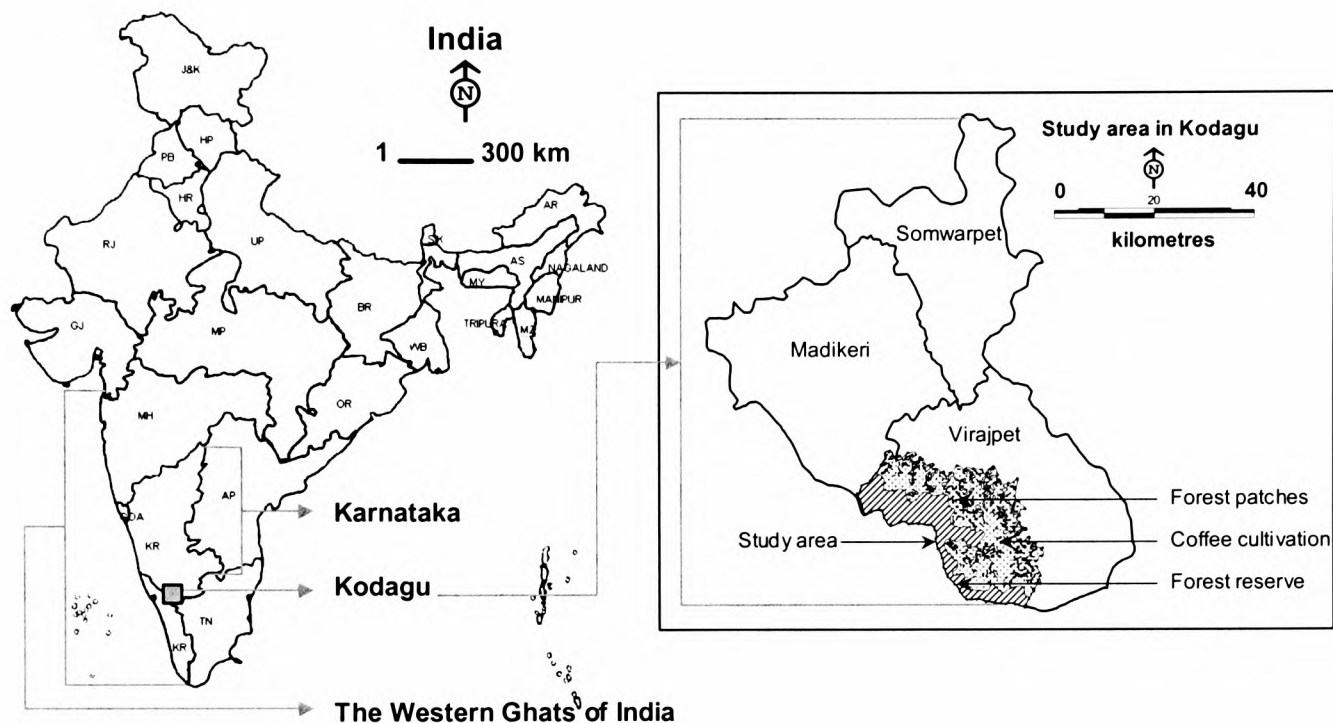 India
N
1 300 km
J&K
HP
PB
HR
RJ
UP
SK
AR
AS
NAGALAND
MY
MANIPUR
TRIPURA
MZ
BR
WB
GJ
MP
OR
MH
AP
KR
TN
KR
Karnataka
Kodagu
The Western Ghats of India
Study area in Kodagu
N
0 20 40
kilometres
Somwarpet
Madikeri
Virajpet
Forest patches
Study area
Coffee cultivation
Forest reserve